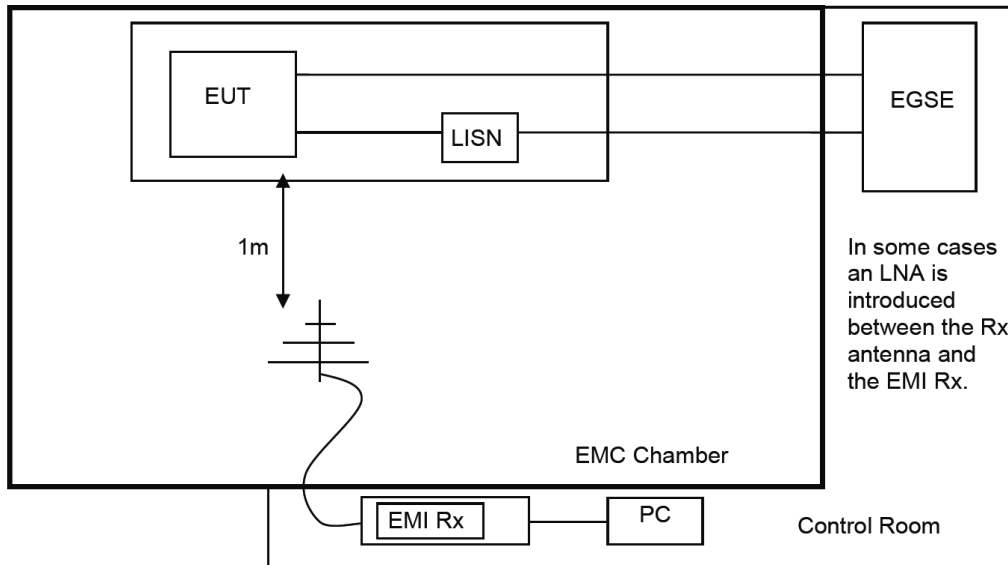 EUT
LISN
EGSE
1m
In some cases
an LNA is
introduced
between the Rx
antenna and
the EMI Rx.
EMC Chamber
EMI Rx
PC
Control Room